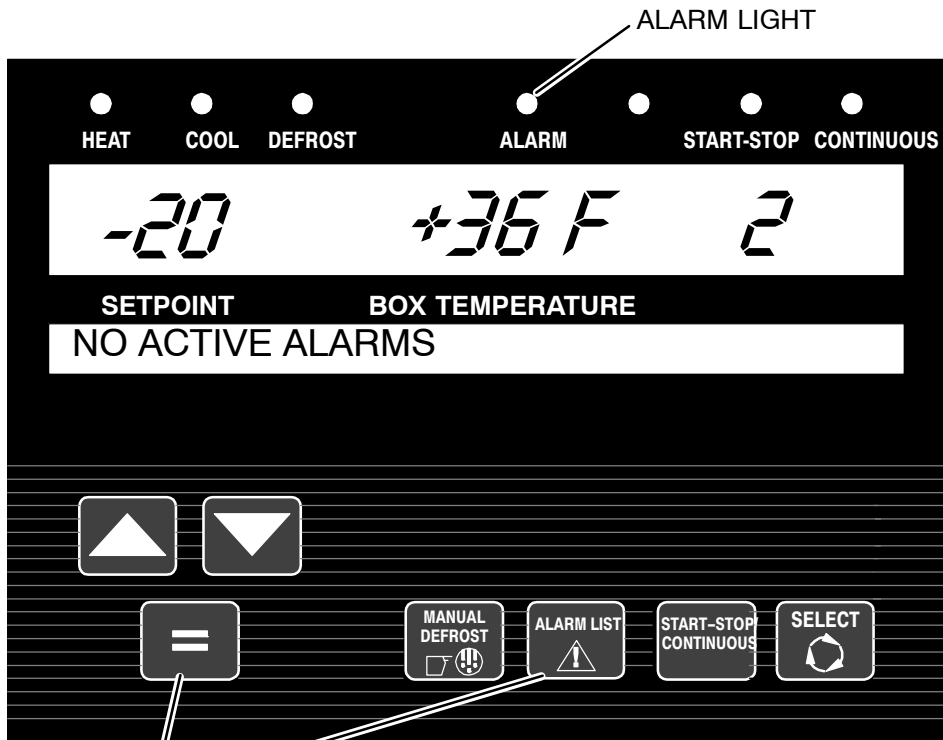 ALARM LIGHT
HEAT COOL DEFROST ALARM START-STOP CONTINUOUS
-20 +36 F 2
SETPOINT BOX TEMPERATURE
NO ACTIVE ALARMS
=
MANUAL DEFROST
ALARM LIST
START-STOP/
CONTINUOUS
SELECT